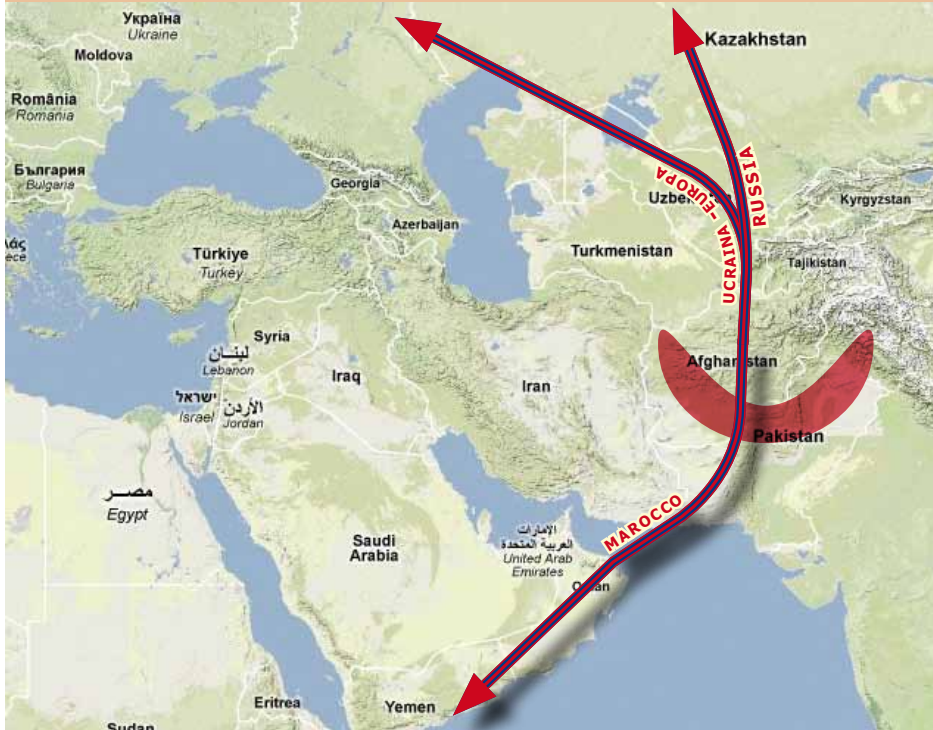 Україна
Ukraine
Moldova
Kazakhstan
România
Romania
България
Bulgaria
Georgia
Azerbaijan
RUSSIA
UCRAINA -EUROPA
Kyrgyzstan
Türkiye
Turkey
Turkmenistan
Tajikistan
Syria
لبنان
Lebanon
Iraq
Iran
Afghanistan
ישראל
Israel
الأردن
Jordan
Pakistan
مصر
Egypt
MAROCCO
Saudi
Arabia
الإمارات
العربية المتحدة
United Arab
Emirates
Eritrea
Yemen
Sudan